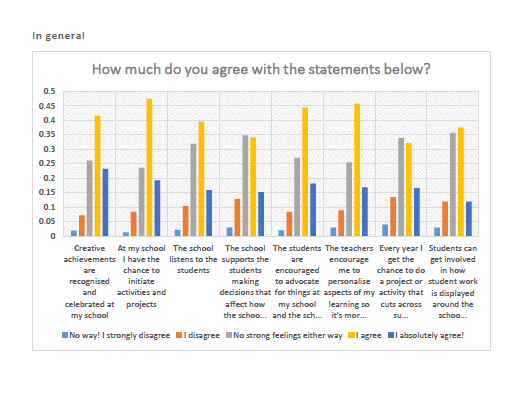 In general
How much do you agree with the statements below?
0.5
0.45
0.4
0.35
0.3
0.25
0.2
0.15
0.1
0.05
0
Creative
achievements
are
recognised
and
celebrated at
my school
At my school
I have the
chance to
initiate
activities and
projects
The school
listens to the
students
The school
supports the
students
making
decisions that
affect how
the schoo...
The students
are
encouraged
to advocate
for things at
my school
and the sch...
The teachers
encourage
me to
personalise
aspects of my
learning so
it's mor...
Every year I
get the
chance to do
a project or
activity that
cuts across
su...
Students can
get involved
in how
student work
is displayed
around the
schoo...
No way! I strongly disagree
I disagree
No strong feelings either way
I agree
I absolutely agree!